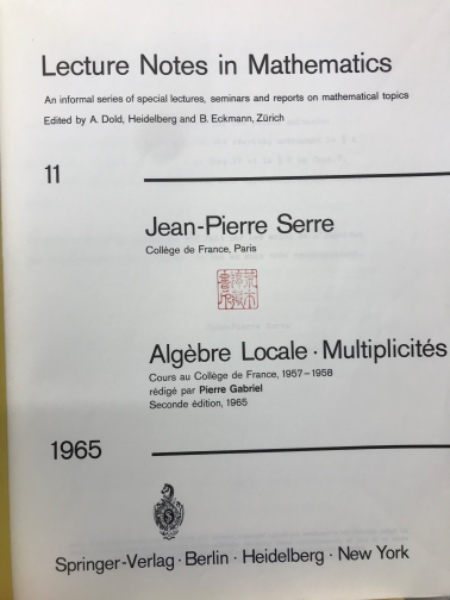 Lecture Notes in Mathematics
An informal series of special lectures, seminars and reports on mathematical topics
Edited by A. Dold, Heidelberg and B. Eckmann, Zürich
11
Jean-Pierre Serre
Collège de France, Paris
Algèbre Locale · Multiplicités
Cours au Collège de France, 1957–1958
rédigé par Pierre Gabriel
Seconde édition, 1965
1965
Springer-Verlag · Berlin · Heidelberg · New York